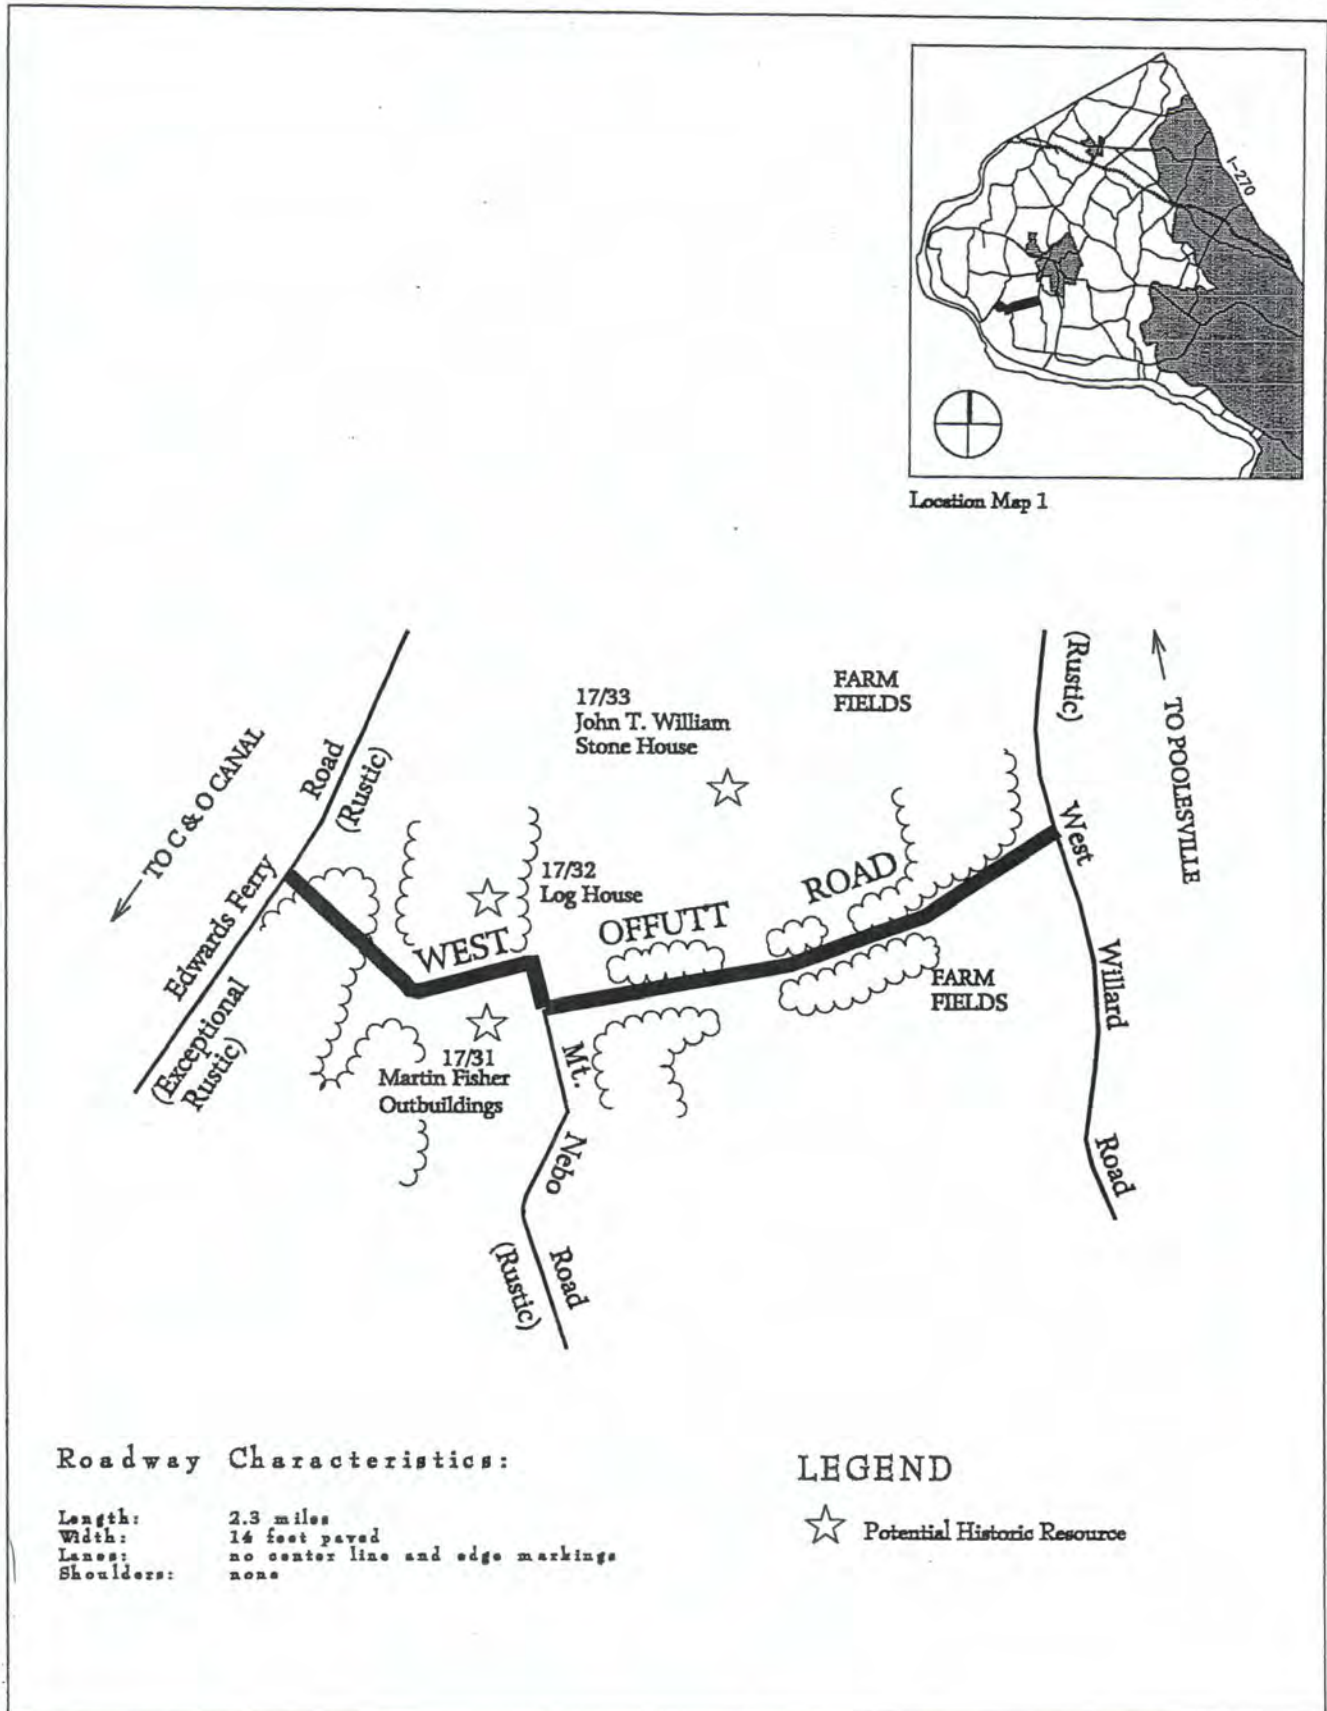 I-270
Location Map 1
17/33
John T. William
Stone House
FARM
FIELDS
(Rustic)
TO POOLESVILLE
TO C & O CANAL
Edwards Ferry Road
(Rustic)
(Exceptional
Rustic)
17/32
Log House
WEST OFFUTT ROAD
West Willard Road
FARM
FIELDS
17/31
Martin Fisher
Outbuildings
Mt. Nebo Road
(Rustic)
Roadway Characteristics:
Length: 2.3 miles
Width: 14 feet paved
Lanes: no center line and edge markings
Shoulders: none
LEGEND
Potential Historic Resource